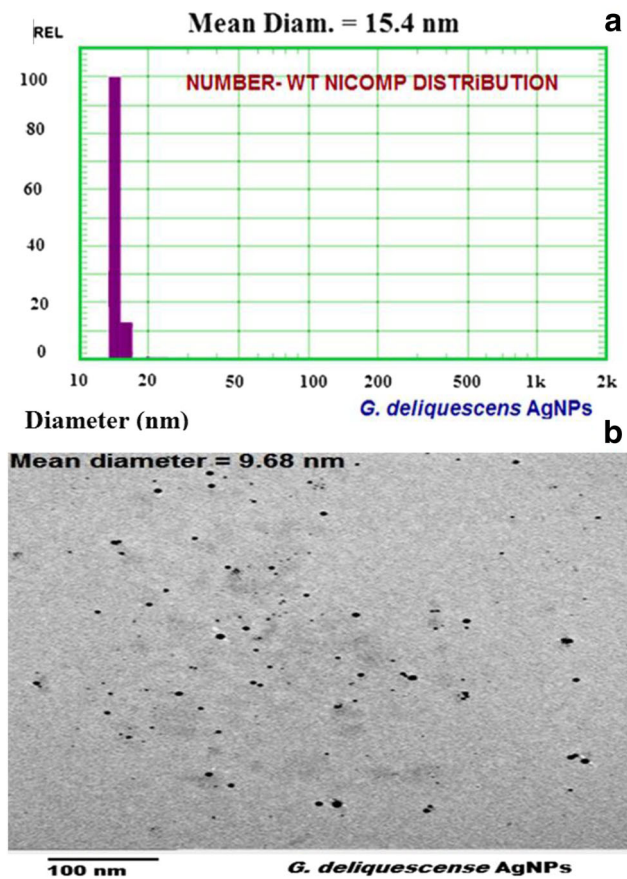 Mean Diam. = 15.4 nm
a
REL
NUMBER- WT NICOMP DISTRiBUTION
100
80
60
40
20
0
10 20 50 100 200 500 1k 2k
G. deliquescens AgNPs
Diameter (nm)
b
Mean diameter = 9.68 nm
100 nm
G. deliquescense AgNPs